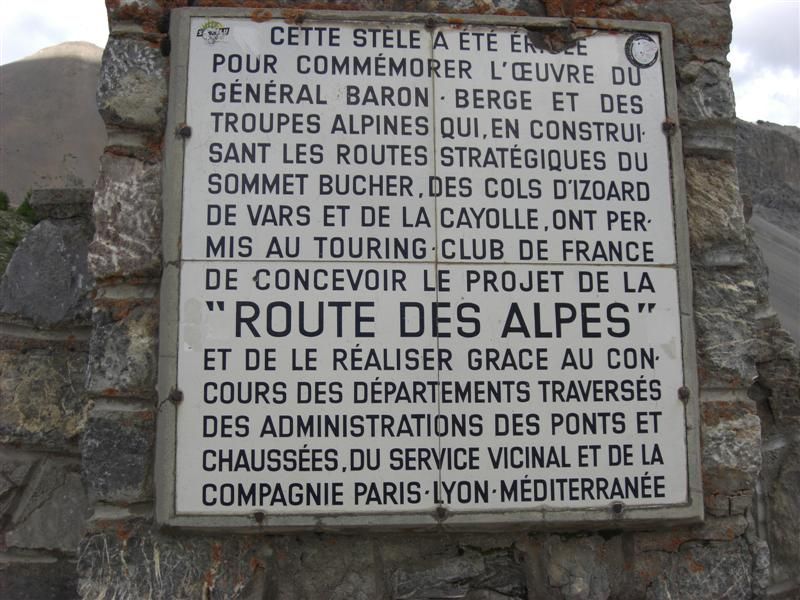 CETTE STÈLE A ÉTÉ ÉRIGÉE
POUR COMMÉMORER L'ŒUVRE DU
GÉNÉRAL BARON-BERGE ET DES
TROUPES ALPINES QUI, EN CONSTRUI-
SANT LES ROUTES STRATÉGIQUES DU
SOMMET BUCHER, DES COLS D'IZOARD
DE VARS ET DE LA CAYOLLE, ONT PER-
MIS AU TOURING-CLUB DE FRANCE
DE CONCEVOIR LE PROJET DE LA
"ROUTE DES ALPES"
ET DE LE RÉALISER GRACE AU CON-
COURS DES DÉPARTEMENTS TRAVERSÉS
DES ADMINISTRATIONS DES PONTS ET
CHAUSSÉES, DU SERVICE VICINAL ET DE LA
COMPAGNIE PARIS-LYON-MÉDITERRANÉE